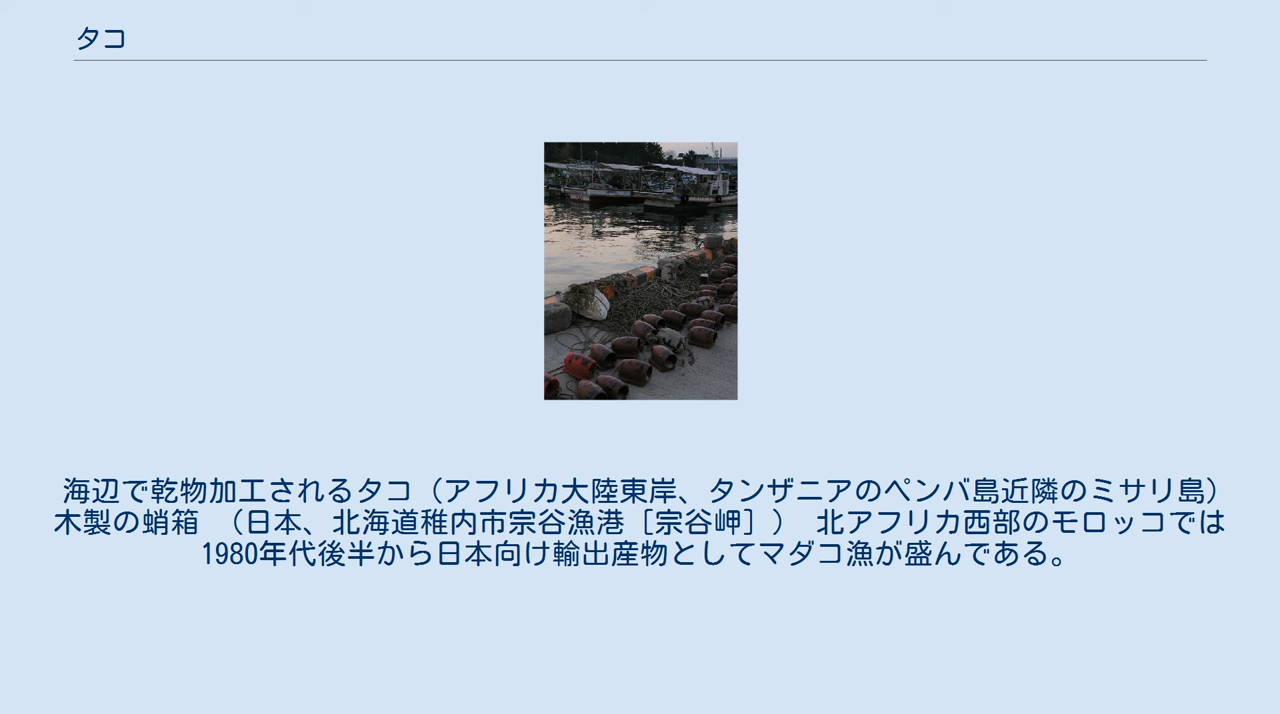 タコ
海辺で乾物加工されるタコ（アフリカ大陸東岸、タンザニアのペンバ島近隣のミサリ島）
木製の蛸箱 （日本、北海道稚内市宗谷漁港［宗谷岬］） 北アフリカ西部のモロッコでは
1980年代後半から日本向け輸出産物としてマダコ漁が盛んである。